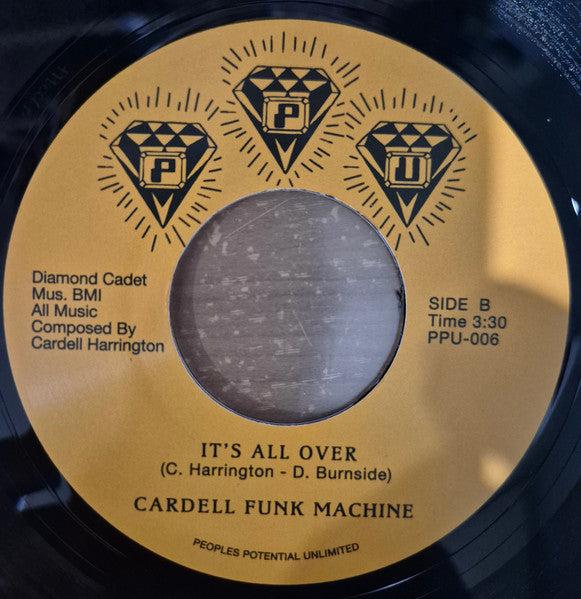 P P U
Diamond Cadet
Mus. BMI
All Music
Composed By
Cardell Harrington
SIDE B
Time 3:30
PPU-006
IT'S ALL OVER
(C. Harrington - D. Burnside)
CARDELL FUNK MACHINE
PEOPLES POTENTIAL UNLIMITED